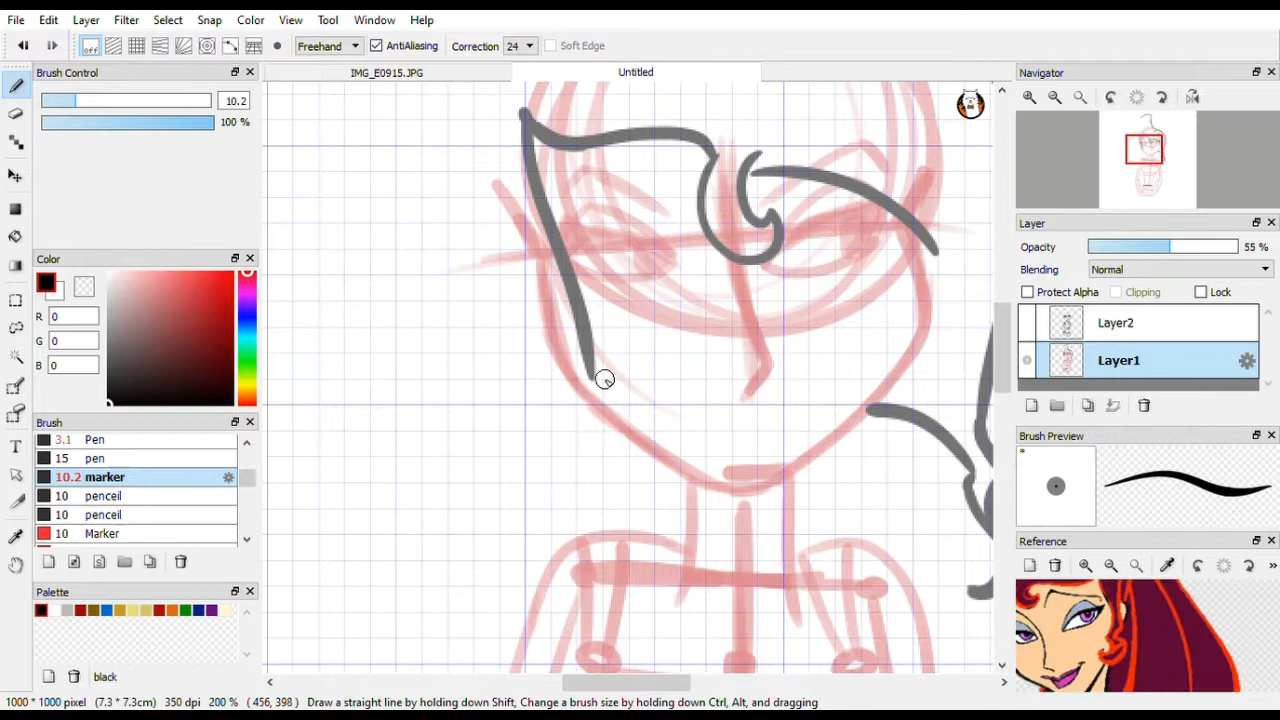 File Edit Layer Filter Select Snap Color View Tool Window Help
off Freehand AntiAliasing Correction 24 Soft Edge
Brush Control
10.2
100 %
Color
R 0
G 0
B 0
Brush
3.1 Pen
15 pen
10.2 marker
10 penceil
10 penceil
10 Marker
Palette
black
IMG_E0915.JPG Untitled
Navigator
Layer
Opacity 55 %
Blending Normal
Protect Alpha Clipping Lock
Layer2
Layer1
Brush Preview
*
Reference
»
1000 * 1000 pixel (7.3 * 7.3cm) 350 dpi 200 % ( 456, 398 ) Draw a straight line by holding down Shift, Change a brush size by holding down Ctrl, Alt, and dragging